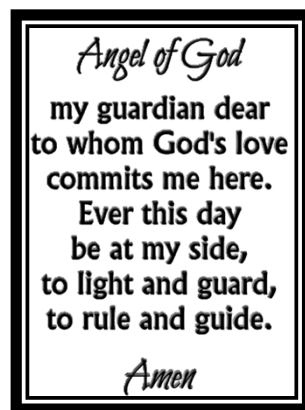 Angel of God
my guardian dear
to whom God's love
commits me here.
Ever this day
be at my side,
to light and guard,
to rule and guide.
Amen